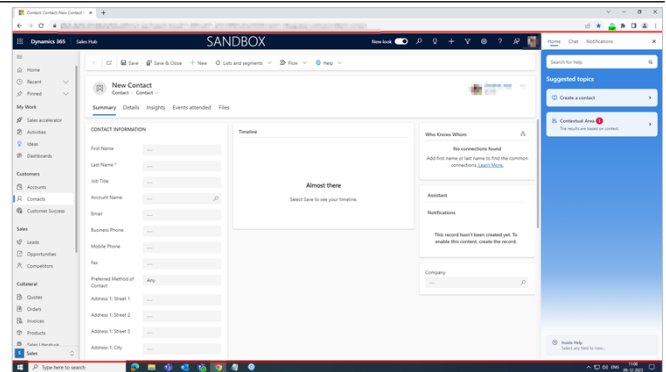 Contact: Contact: New Contact -
Dynamics 365
Sales Hub
SANDBOX
New look
Home
Chat
Notifications
Save
Save & Close
New
Lists and segments
Flow
Help
Search for help.
Suggested topics
Create a contact
Contextual Area 1
The results are based on context.
Inside Help
Select any field to view...
Home
Recent
Pinned
My Work
Sales accelerator
Activities
Ideas
Dashboards
Customers
Accounts
Contacts
Customer Success
Sales
Leads
Opportunities
Competitors
Collateral
Quotes
Orders
Invoices
Products
Sales Literature
S Sales
New Contact
Contact · Contact
Summary
Details
Insights
Events attended
Files
CONTACT INFORMATION
First Name ---
Last Name * ---
Job Title ---
Account Name ---
Email ---
Business Phone ---
Mobile Phone ---
Fax ---
Preferred Method of
Contact
Any
Address 1: Street 1 ---
Address 1: Street 2 ---
Address 1: Street 3 ---
Address 1: City ---
Timeline
Almost there
Select Save to see your timeline.
Who Knows Whom
No connections found
Add first name or last name to find the common
connections. Learn More.
Assistant
Notifications
This record hasn't been created yet. To
enable this content, create the record.
Company
---
Type here to search
ENG
11:08